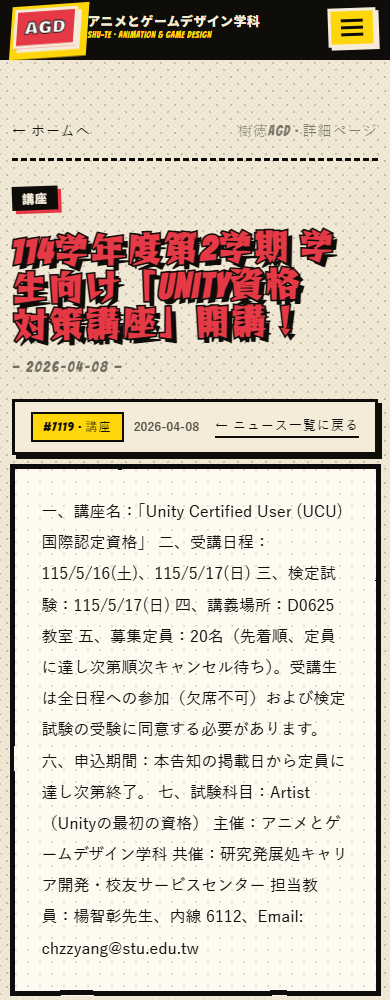 AGD
アニメとゲームデザイン学科
SHU-TE · ANIMATION & GAME DESIGN
← ホームへ
樹德AGD · 詳細ページ
講座
114学年度第2学期 学
生向け「UNITY資格
対策講座」開講！
— 2026-04-08 —
#7119 · 講座
2026-04-08
← ニュース一覧に戻る
一、講座名：「Unity Certified User (UCU)
国際認定資格」 二、受講日程：
115/5/16(土)、115/5/17(日) 三、検定試
験：115/5/17(日) 四、講義場所：D0625
教室 五、募集定員：20名（先着順、定員
に達し次第順次キャンセル待ち）。受講生
は全日程への参加（欠席不可）および検定
試験の受験に同意する必要があります。
六、申込期間：本告知の掲載日から定員に
達し次第終了。 七、試験科目：Artist
（Unityの最初の資格） 主催：アニメとゲ
ームデザイン学科 共催：研究発展処キャリ
ア開発・校友サービスセンター 担当教
員：楊智彰先生、内線 6112、Email:
chzzyang@stu.edu.tw